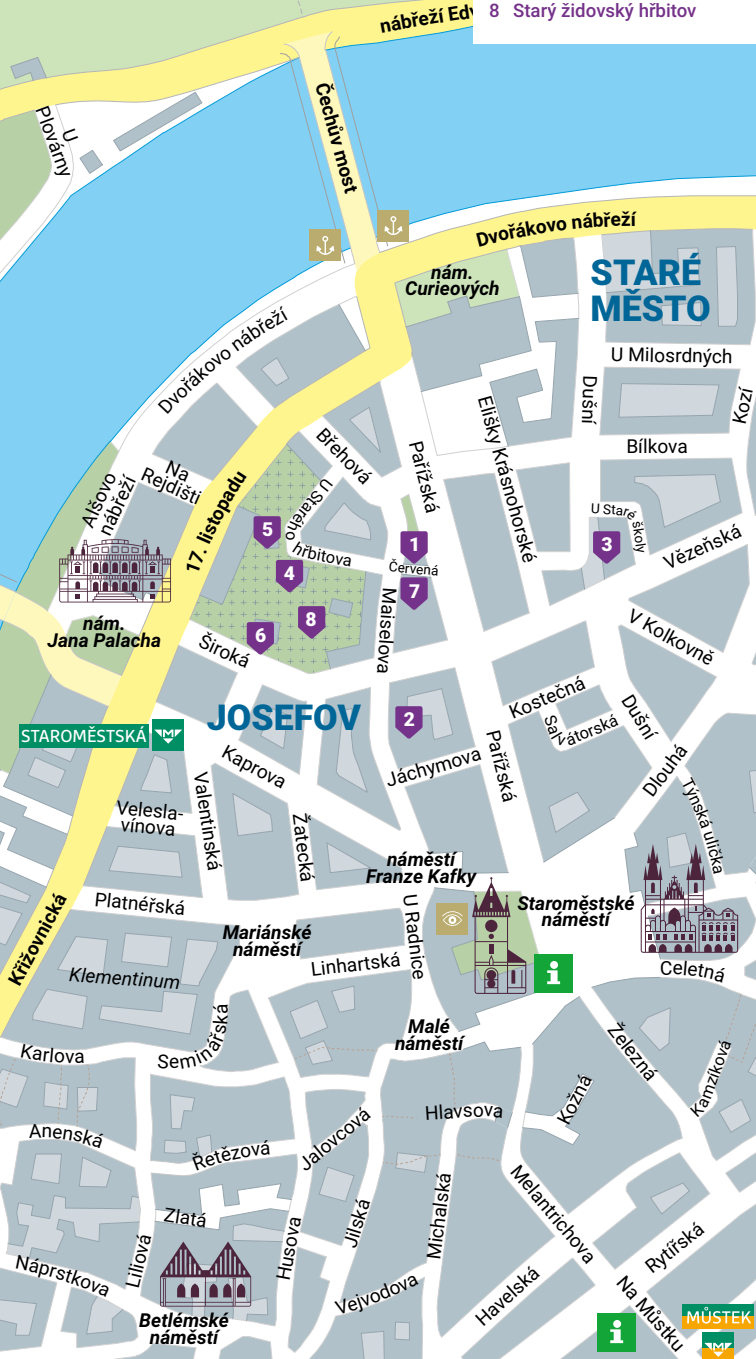 8 Starý židovský hřbitov
nábřeží Edv
U
Plovárny
Čechův most
Dvořákovo nábřeží
nám.
Curieových
STARÉ
MĚSTO
Dvořákovo nábřeží
U Milosrdných
Dušní
Kozí
Elišky Krásnohorské
Břehová
Pařížská
Bílkova
Na
Rejdišti
Alšovo
nábřeží
17. listopadu
U Starého
hřbitova
U Staré školy
5
1
3
Vězeňská
4
Červená
7
8
6
Maiselova
nám.
Jana Palacha
Široká
V Kolkovně
Kostečná
Salvátorská
Dušní
JOSEFOV
2
STAROMĚSTSKÁ
M
Kaprova
Jáchymova
Pařížská
Dlouhá
Týnská ulička
Valentinská
Velesla-
vínova
Žatecká
náměstí
Franze Kafky
Platnéřská
Křižovnická
U Radnice
Staroměstské
náměstí
Mariánské
náměstí
Linhartská
Klementinum
i
Celetná
Malé
náměstí
Karlova
Seminářská
Železná
Kamzíkova
Kožná
Hlavsova
Anenská
Řetězová
Jalovcová
Melantrichova
Michalská
Jilská
Zlatá
Husova
Liliová
Náprstkova
Rytířská
Havelská
Vejvodova
Na Můstku
Betlémské
náměstí
i
MŮSTEK
M